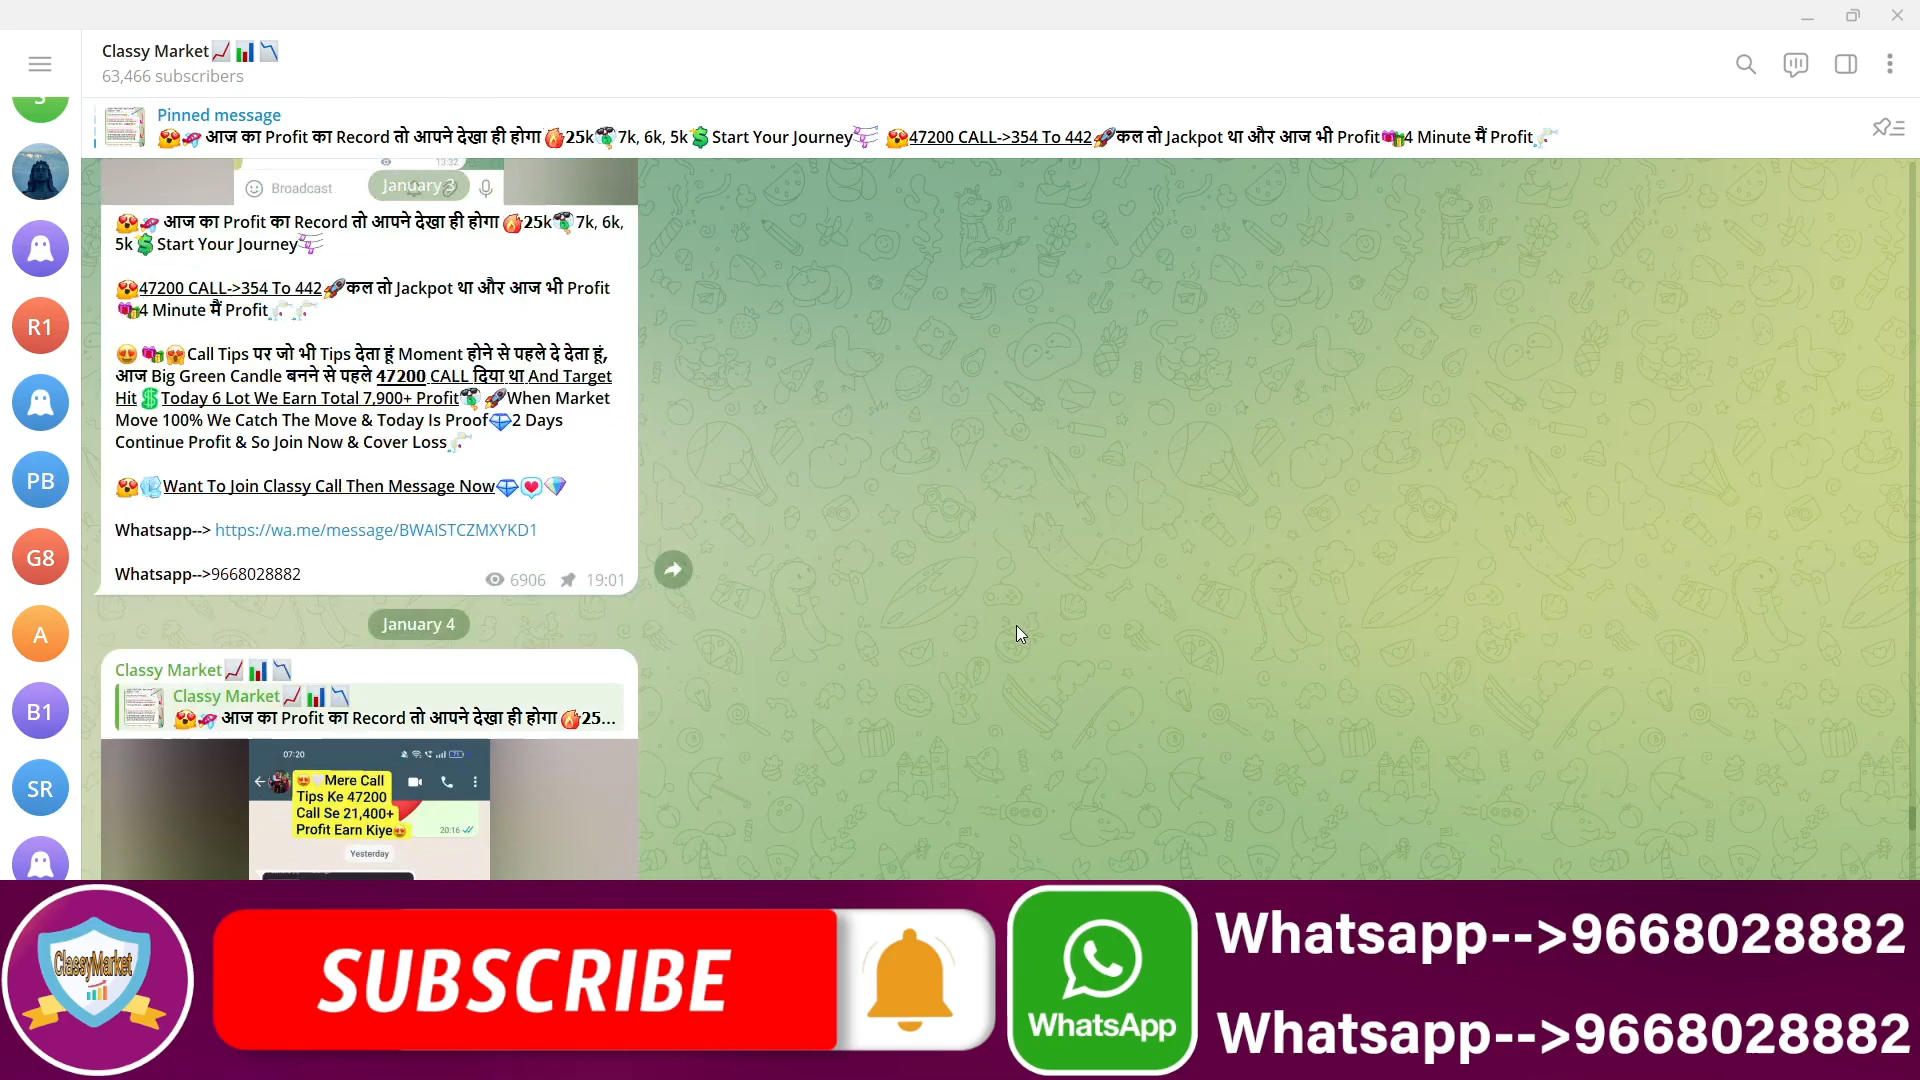 Classy Market
63,466 subscribers
Pinned message
आज का Profit का Record तो आपने देखा ही होगा 25k 7k, 6k, 5k Start Your Journey 47200 CALL->354 To 442 कल तो Jackpot था और आज भी Profit 4 Minute मैं Profit
13:32
Broadcast
January 3
आज का Profit का Record तो आपने देखा ही होगा 25k 7k, 6k,
5k Start Your Journey
47200 CALL->354 To 442 कल तो Jackpot था और आज भी Profit
4 Minute मैं Profit
Call Tips पर जो भी Tips देता हूं Moment होने से पहले दे देता हूं,
आज Big Green Candle बनने से पहले 47200 CALL दिया था And Target
Hit Today 6 Lot We Earn Total 7,900+ Profit When Market
Move 100% We Catch The Move & Today Is Proof 2 Days
Continue Profit & So Join Now & Cover Loss
Want To Join Classy Call Then Message Now
Whatsapp--> https://wa.me/message/BWAISTCZMXYKD1
Whatsapp-->9668028882
6906 19:01
January 4
Classy Market
Classy Market
आज का Profit का Record तो आपने देखा ही होगा 25...
07:20
Mere Call
Tips Ke 47200
Call Se 21,400+
Profit Earn Kiye
20:16
Yesterday
S
R1
PB
G8
A
B1
SR
ClassyMarket
SUBSCRIBE
WhatsApp
Whatsapp-->9668028882
Whatsapp-->9668028882